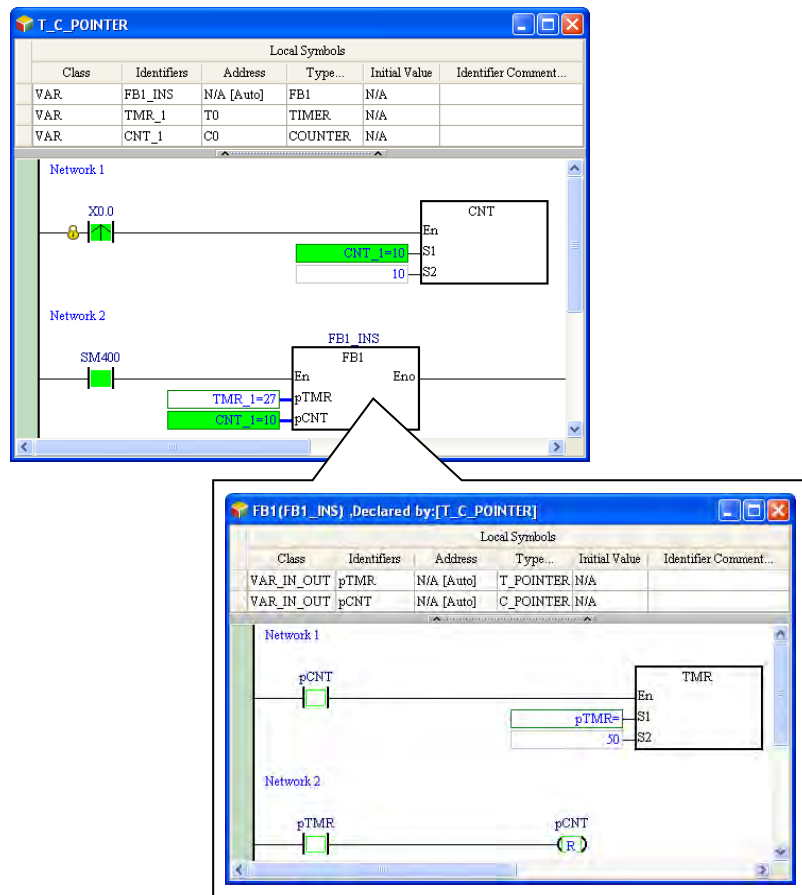 T_C_POINTER
Local Symbols
Class Identifiers Address Type... Initial Value Identifier Comment...
VAR FB1_INS N/A [Auto] FB1 N/A
VAR TMR_1 T0 TIMER N/A
VAR CNT_1 C0 COUNTER N/A
Network 1
X0.0
CNT
En
CNT_1=10 S1
10 S2
Network 2
FB1_INS
SM400
FB1
En Eno
TMR_1=27 pTMR
CNT_1=10 pCNT
FB1(FB1_INS) ,Declared by:[T_C_POINTER]
Local Symbols
Class Identifiers Address Type... Initial Value Identifier Comment...
VAR_IN_OUT pTMR N/A [Auto] T_POINTER N/A
VAR_IN_OUT pCNT N/A [Auto] C_POINTER N/A
Network 1
pCNT
TMR
En
pTMR= S1
50 S2
Network 2
pTMR pCNT
R